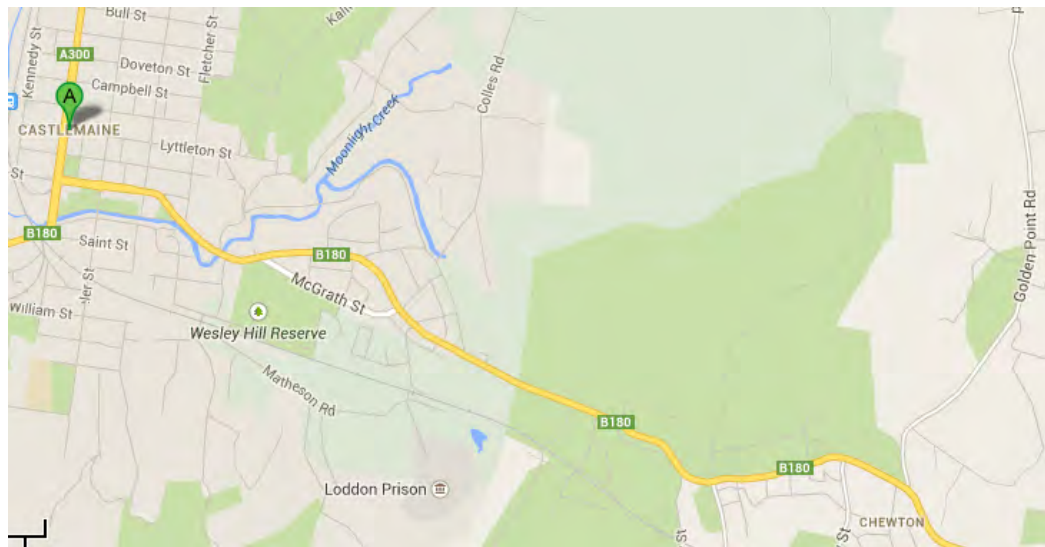 Bull St
Kennedy St
Fletcher St
A300
Doveton St
Campbell St
A
CASTLEMAINE
Lyttleton St
Moonlight Creek
Colles Rd
St
B180
Saint St
B180
McGrath St
William St
Wesley Hill Reserve
Matheson Rd
Golden Point Rd
B180
B180
Loddon Prison
CHEWTON
St
St